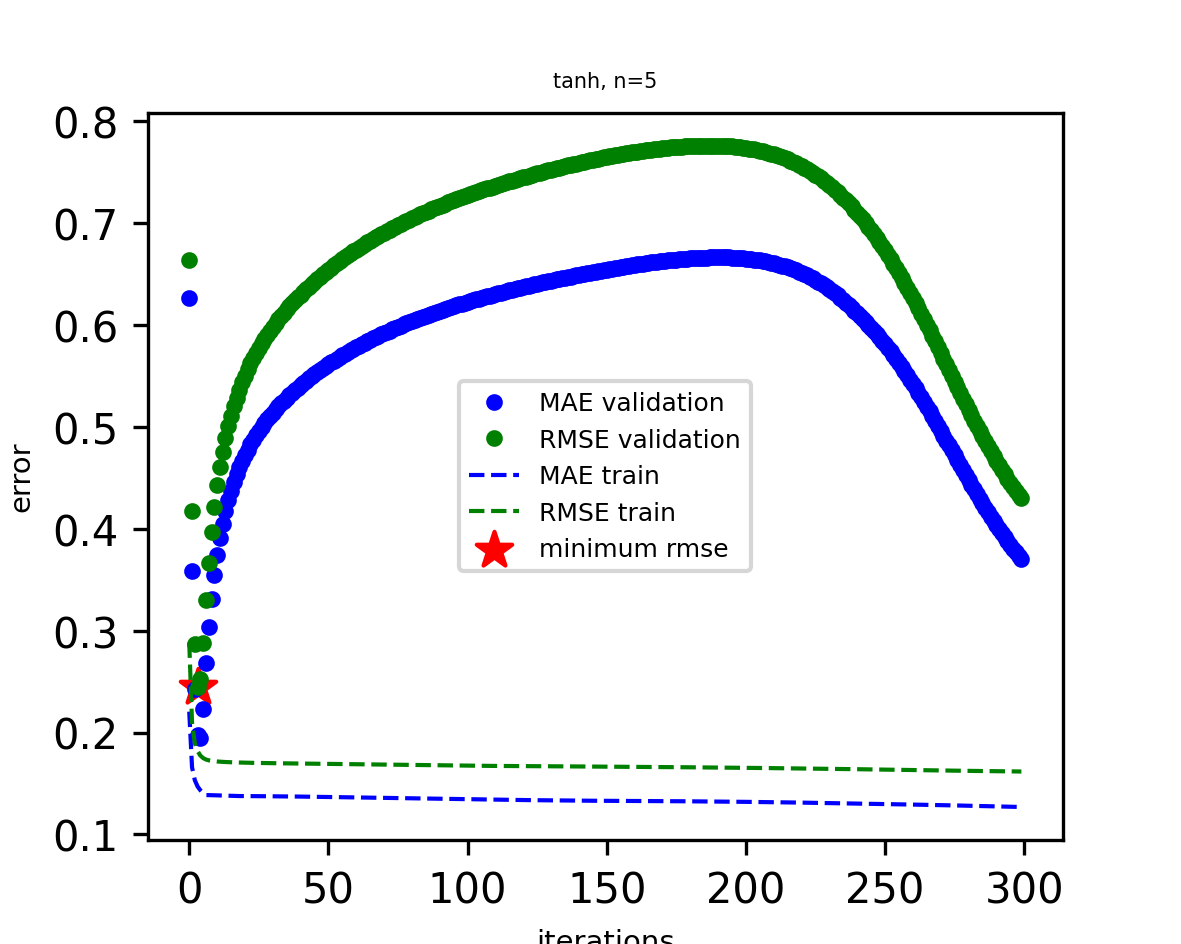 tanh, n=5
0.8
0.7
0.6
0.5
0.4
0.3
0.2
0.1
error
MAE validation
RMSE validation
MAE train
RMSE train
minimum rmse
0 50 100 150 200 250 300
iterations